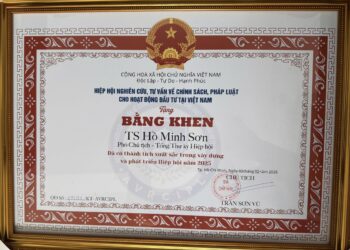 CỘNG HOÀ XÃ HỘI CHỦ NGHĨA VIỆT NAM
Độc Lập - Tự Do - Hạnh Phúc
HIỆP HỘI NGHIÊN CỨU, TƯ VẤN VỀ CHÍNH SÁCH, PHÁP LUẬT
CHO HOẠT ĐỘNG ĐẦU TƯ TẠI VIỆT NAM
Tặng
BẰNG KHEN
TS Hồ Minh Sơn
Phó Chủ tịch - Tổng Thư ký Hiệp hội
Đã có thành tích xuất sắc trong xây dựng
và phát triển Hiệp hội năm 2025
CHỦ TỊCH
TRẦN SƠN VŨ